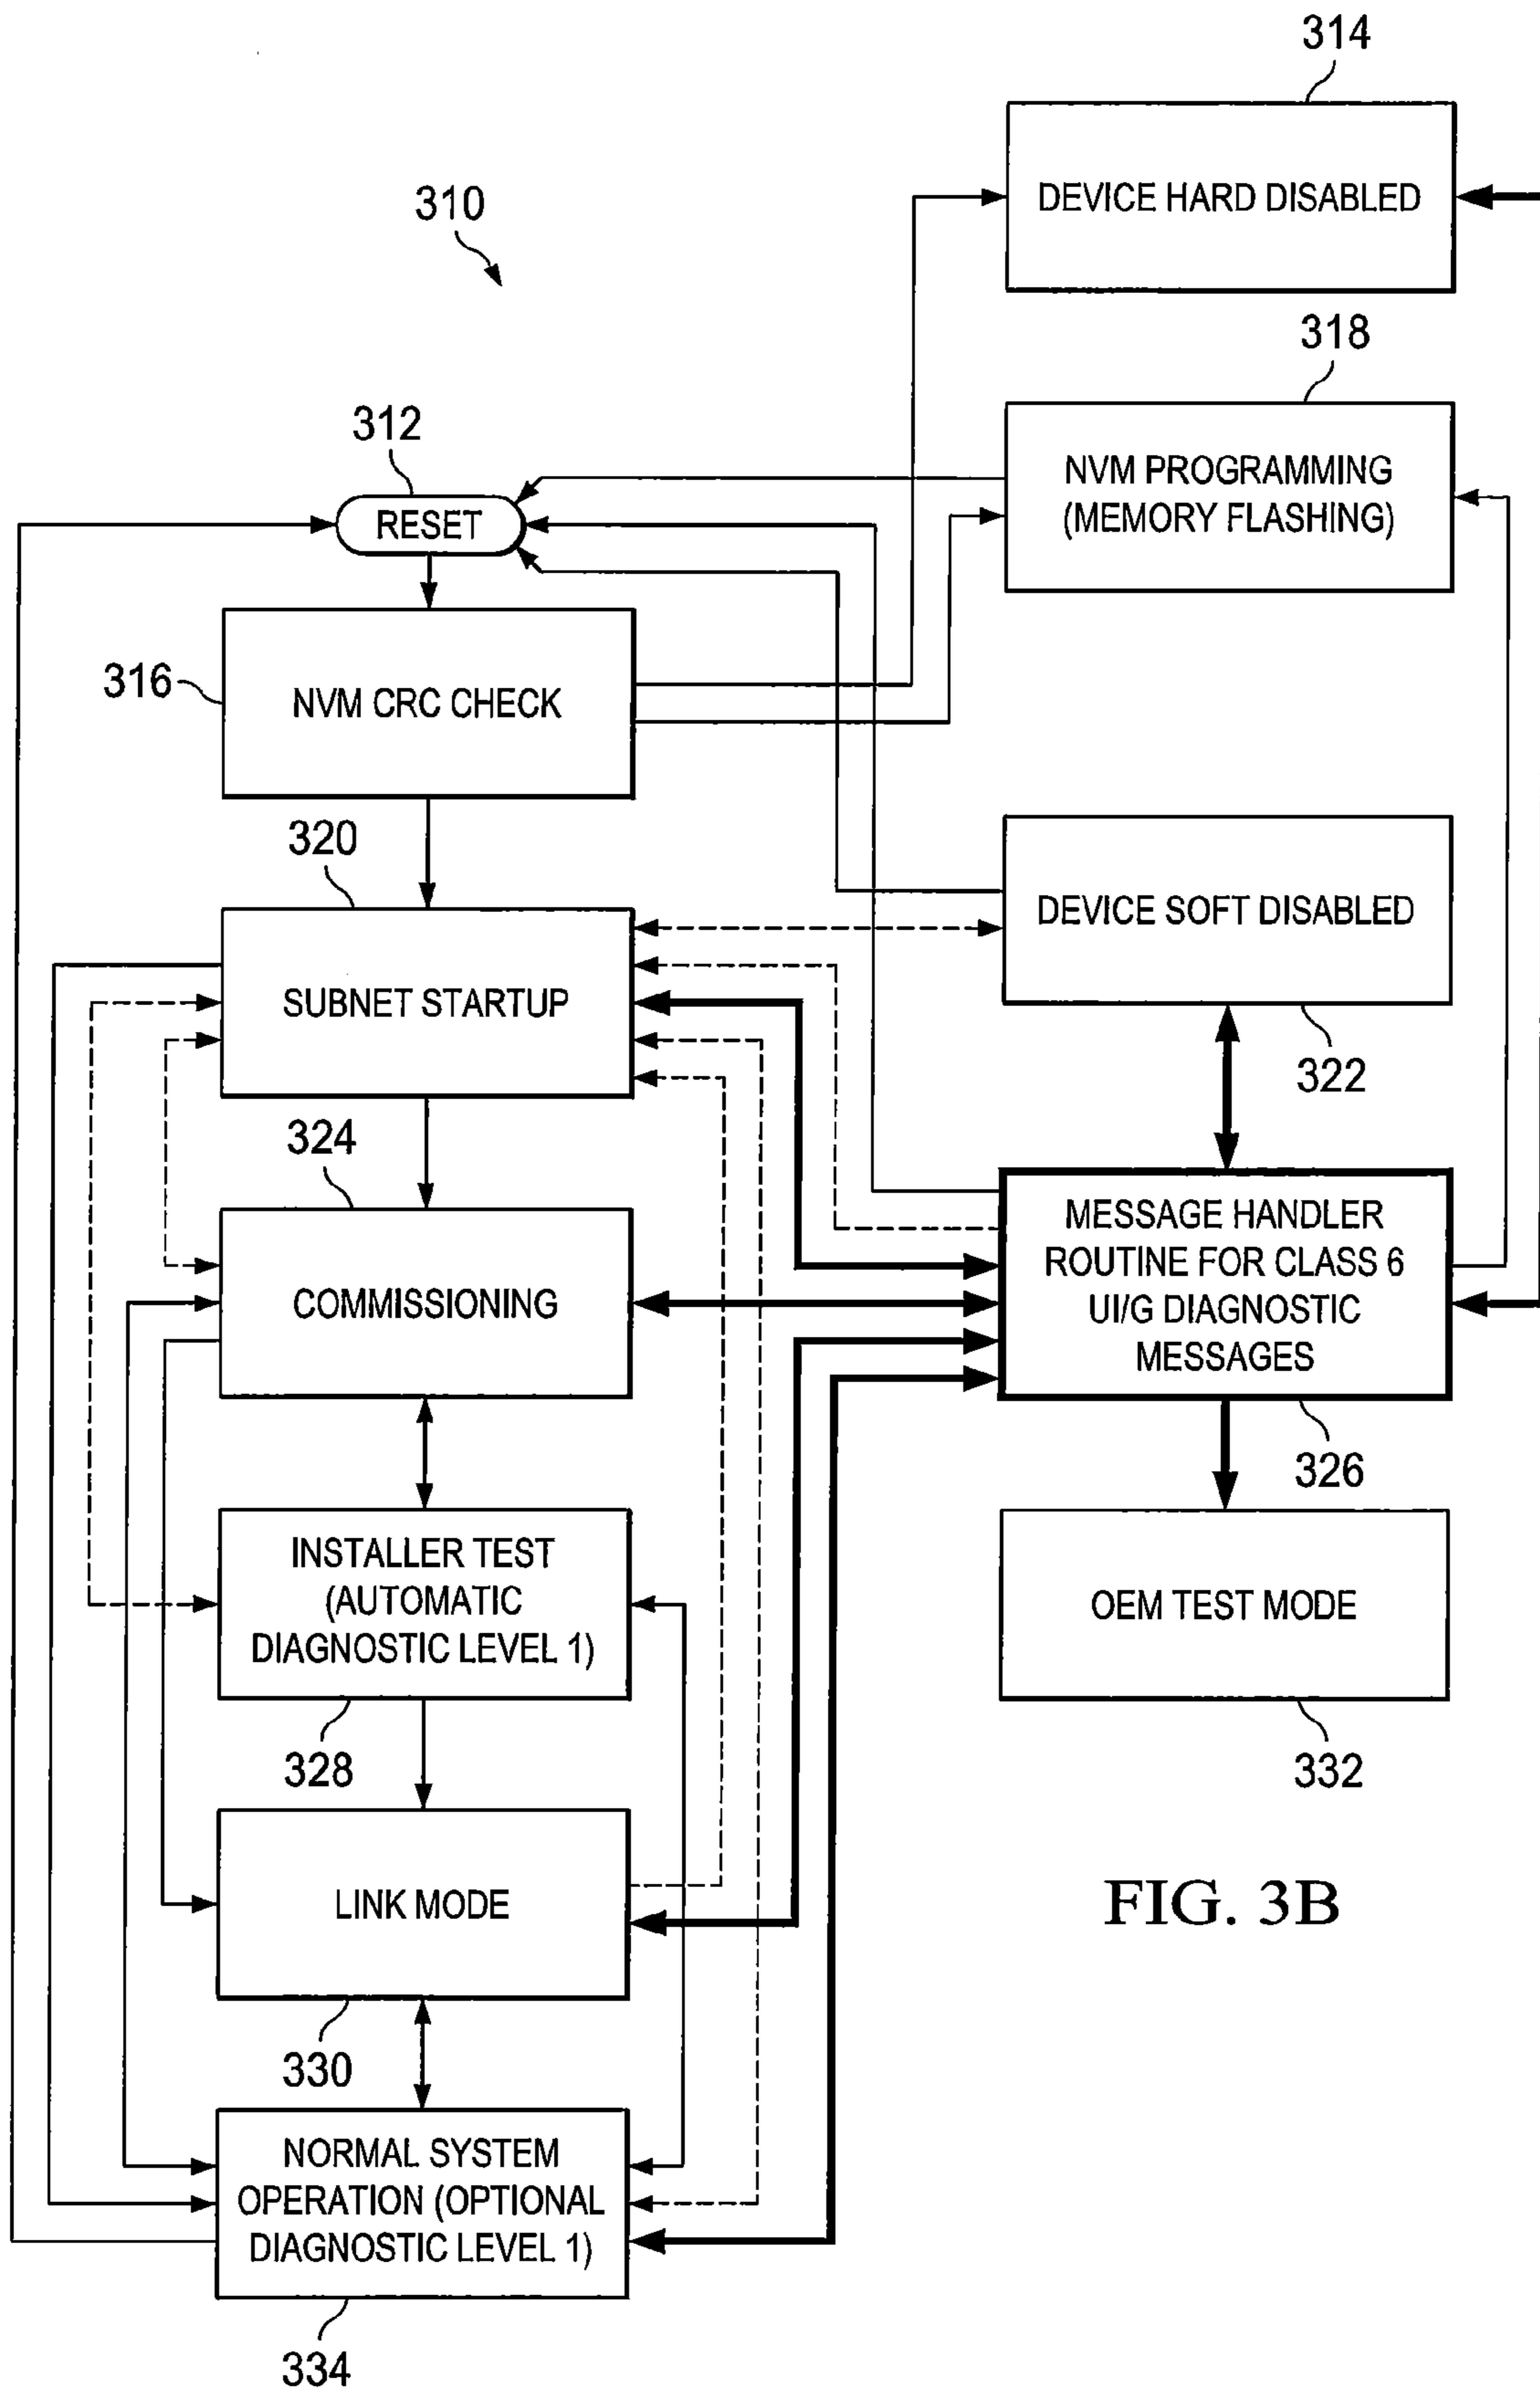 314
310
DEVICE HARD DISABLED
318
312
NVM PROGRAMMING
(MEMORY FLASHING)
RESET
316
NVM CRC CHECK
320
DEVICE SOFT DISABLED
SUBNET STARTUP
322
324
MESSAGE HANDLER
ROUTINE FOR CLASS 6
UI/G DIAGNOSTIC
MESSAGES
COMMISSIONING
326
INSTALLER TEST
(AUTOMATIC
DIAGNOSTIC LEVEL 1)
OEM TEST MODE
328
332
LINK MODE
FIG. 3B
330
NORMAL SYSTEM
OPERATION (OPTIONAL
DIAGNOSTIC LEVEL 1)
334